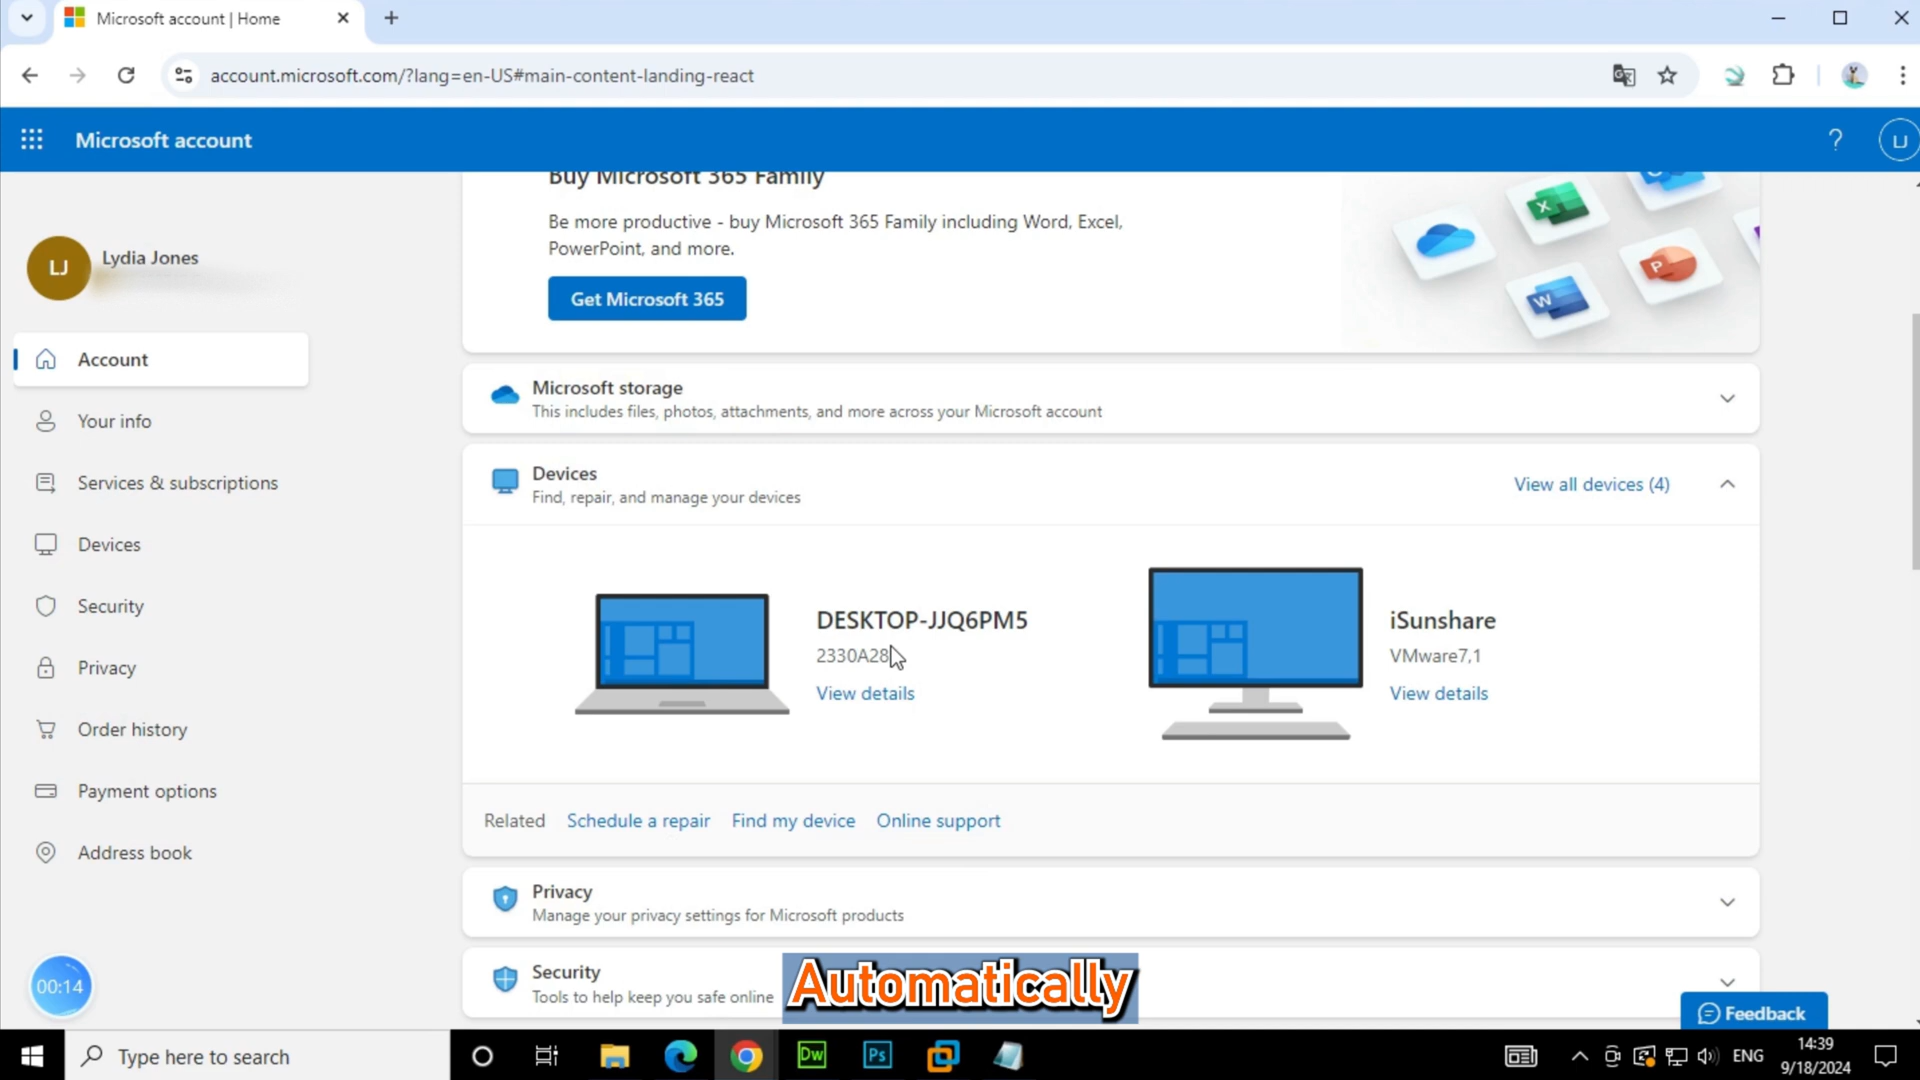 Microsoft account | Home
account.microsoft.com/?lang=en-US#main-content-landing-react
Microsoft account
?
LJ
Buy Microsoft 365 Family
Be more productive - buy Microsoft 365 Family including Word, Excel,
PowerPoint, and more.
Get Microsoft 365
X
P
W
LJ
Lydia Jones
Account
Your info
Services & subscriptions
Devices
Security
Privacy
Order history
Payment options
Address book
Microsoft storage
This includes files, photos, attachments, and more across your Microsoft account
Devices
Find, repair, and manage your devices
View all devices (4)
DESKTOP-JJQ6PM5
2330A28
View details
iSunshare
VMware7,1
View details
Related Schedule a repair Find my device Online support
Privacy
Manage your privacy settings for Microsoft products
Security
Tools to help keep you safe online
Automatically
00:14
Feedback
Type here to search
Dw
Ps
ENG
14:39
9/18/2024